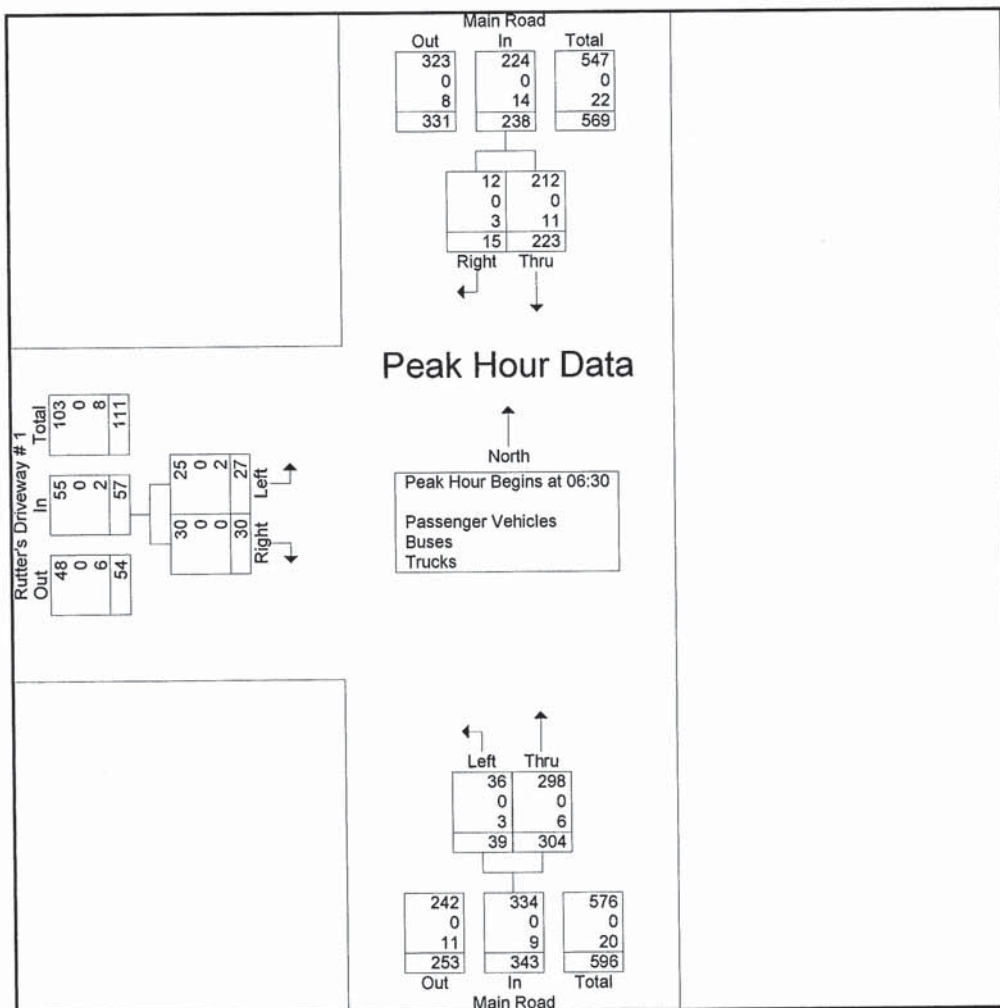 Main Road
Out In Total
323 224 547
0 0 0
8 14 22
331 238 569
12 212
0 0
3 11
15 223
Right Thru
Peak Hour Data
North
Peak Hour Begins at 06:30
Passenger Vehicles
Buses
Trucks
Rutter's Driveway # 1
Out In Total
48 55 103
0 0 0
6 2 8
54 57 111
30 25
0 0
0 2
30 27
Right Left
Left Thru
36 298
0 0
3 6
39 304
242 334 576
0 0 0
11 9 20
253 343 596
Out In Total
Main Road